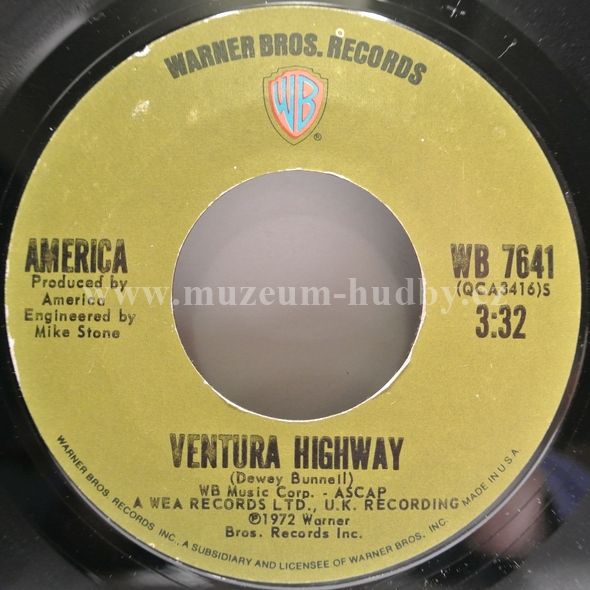 WARNER BROS. RECORDS
WB
®
AMERICA
Produced by
America
Engineered by
Mike Stone
WB 7641
(QCA3416)S
3:32
www.muzeum-hudby.cz
VENTURA HIGHWAY
(Dewey Bunnell)
WB Music Corp. - ASCAP
A WEA RECORDS LTD., U.K. RECORDING
℗1972 Warner
Bros. Records Inc.
WARNER BROS. RECORDS INC., A SUBSIDIARY AND LICENSEE OF WARNER BROS. INC. MADE IN U.S.A.